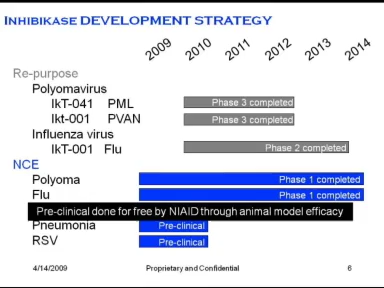 INHIBIKASE DEVELOPMENT STRATEGY
2009 2010 2011 2012 2013 2014
Re-purpose
Polyomavirus
IkT-041 PML Phase 3 completed
Ikt-001 PVAN Phase 3 completed
Influenza virus
IkT-001 Flu Phase 2 completed
NCE
Polyoma Phase 1 completed
Flu Phase 1 completed
Pre-clinical done for free by NIAID through animal model efficacy
Pneumonia Pre-clinical
RSV Pre-clinical
4/14/2009 Proprietary and Confidential 6